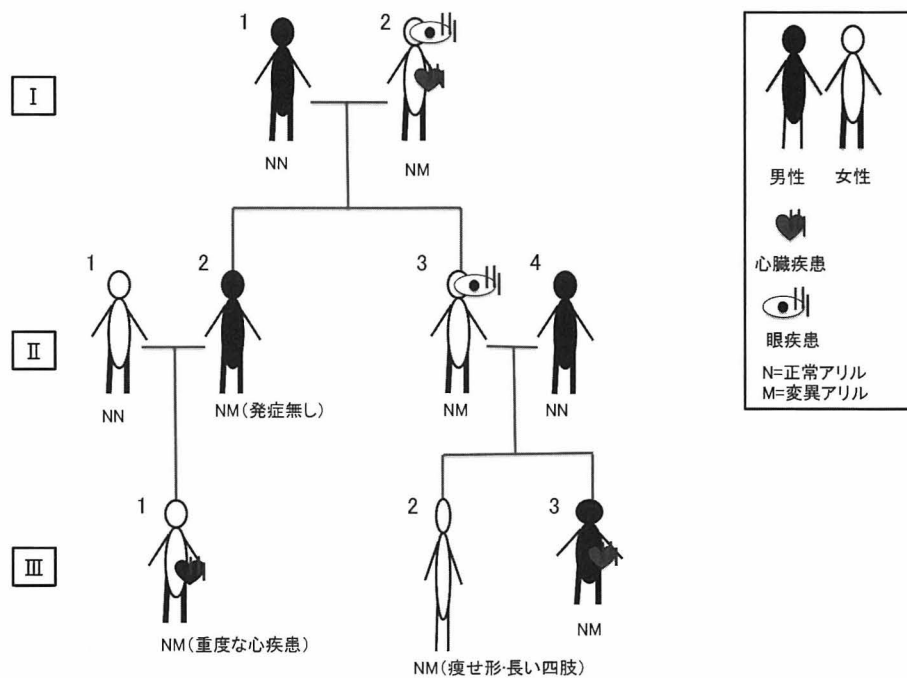 1
2
Ⅰ
NN
NM
男性
女性
心臓疾患
眼疾患
N=正常アリル
M=変異アリル
1
2
3
4
Ⅱ
NN
NM(発症無し)
NM
NN
1
2
3
Ⅲ
NM(重度な心疾患)
NM(痩せ形・長い四肢)
NM